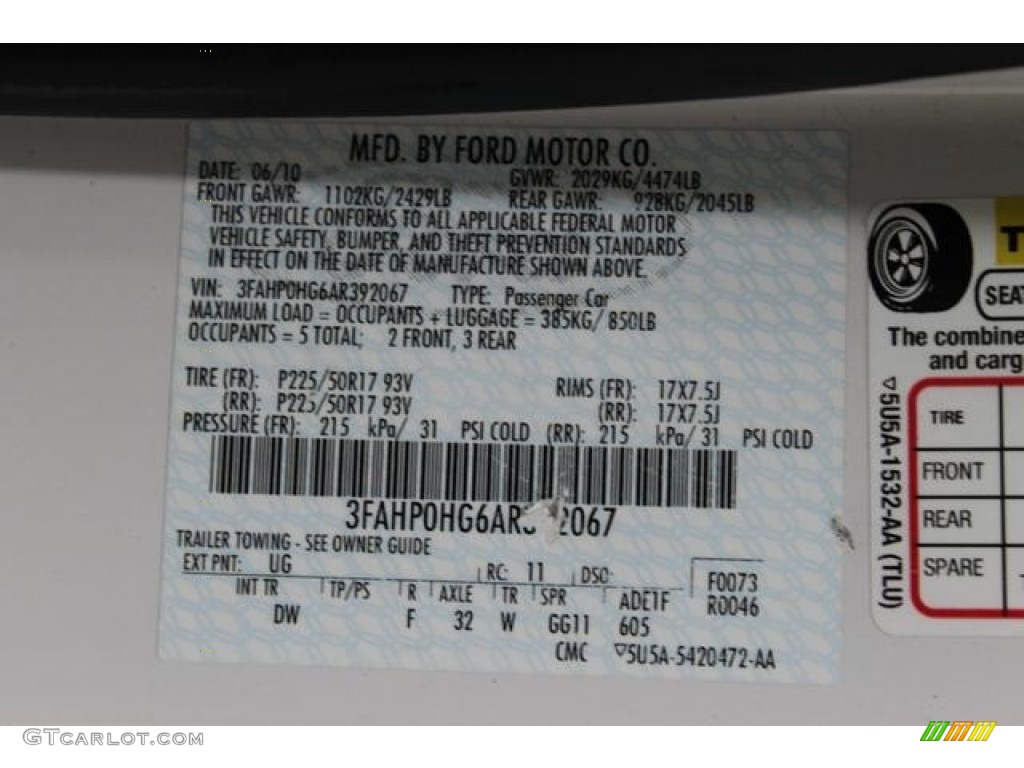 MFD. BY FORD MOTOR CO.
DATE: 06/10 GVWR: 2029KG/4474LB
FRONT GAWR: 1102KG/2429LB REAR GAWR: 928KG/2045LB
THIS VEHICLE CONFORMS TO ALL APPLICABLE FEDERAL MOTOR
VEHICLE SAFETY, BUMPER, AND THEFT PREVENTION STANDARDS
IN EFFECT ON THE DATE OF MANUFACTURE SHOWN ABOVE.
VIN: 3FAHP0HG6AR392067 TYPE: Passenger Car
MAXIMUM LOAD = OCCUPANTS + LUGGAGE = 385KG/ 850LB
OCCUPANTS = 5 TOTAL; 2 FRONT, 3 REAR
TIRE (FR): P225/50R17 93V RIMS (FR): 17X7.5J
(RR): P225/50R17 93V (RR): 17X7.5J
PRESSURE (FR): 215 kPa/ 31 PSI COLD (RR): 215 kPa/ 31 PSI COLD
3FAHP0HG6AR 2067
TRAILER TOWING - SEE OWNER GUIDE
EXT PNT: UG RC: 11 DSO: F0073
INT TR TP/PS R AXLE TR SPR ADE1F R0046
DW F 32 W GG11 605
CMC ▽5U5A-5420472-AA
SEAT
The combine
and carg
TIRE
FRONT
REAR
SPARE
▽5U5A-1532-AA (TLU)
GTCARLOT.COM